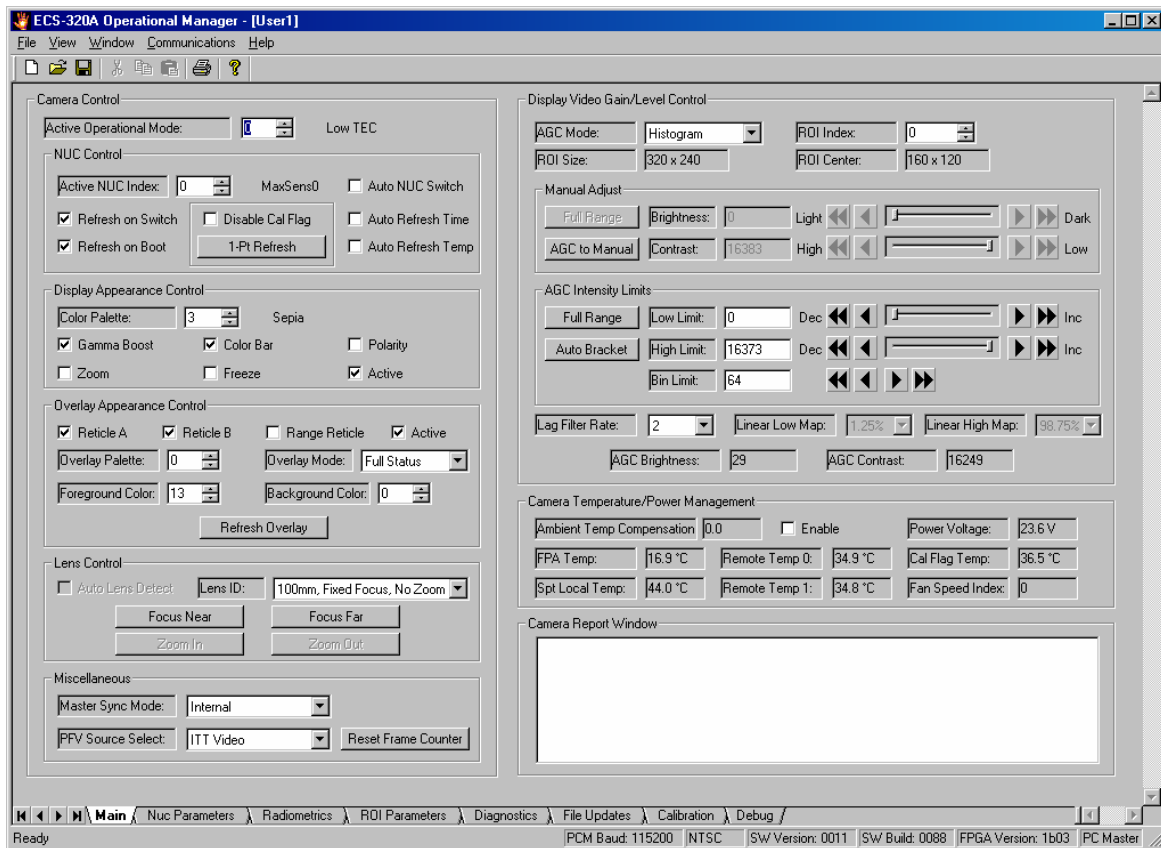 ECS-320A Operational Manager - [User1]
File View Window Communications Help
Camera Control
Active Operational Mode: 0 Low TEC
NUC Control
Active NUC Index: 0 MaxSens0 Auto NUC Switch
Refresh on Switch Disable Cal Flag Auto Refresh Time
Refresh on Boot 1-Pt Refresh Auto Refresh Temp
Display Appearance Control
Color Palette: 3 Sepia
Gamma Boost Color Bar Polarity
Zoom Freeze Active
Overlay Appearance Control
Reticle A Reticle B Range Reticle Active
Overlay Palette: 0 Overlay Mode: Full Status
Foreground Color: 13 Background Color: 0
Refresh Overlay
Lens Control
Auto Lens Detect Lens ID: 100mm, Fixed Focus, No Zoom
Focus Near Focus Far
Zoom In Zoom Out
Miscellaneous
Master Sync Mode: Internal
PFV Source Select: ITT Video Reset Frame Counter
Display Video Gain/Level Control
AGC Mode: Histogram ROI Index: 0
ROI Size: 320 x 240 ROI Center: 160 x 120
Manual Adjust
Full Range Brightness: 0 Light Dark
AGC to Manual Contrast: 16383 High Low
AGC Intensity Limits
Full Range Low Limit: 0 Dec Inc
Auto Bracket High Limit: 16373 Dec Inc
Bin Limit: 64
Lag Filter Rate: 2 Linear Low Map: 1.25% Linear High Map: 98.75%
AGC Brightness: 29 AGC Contrast: 16249
Camera Temperature/Power Management
Ambient Temp Compensation 0.0 Enable Power Voltage: 23.6 V
FPA Temp: 16.9 °C Remote Temp 0: 34.9 °C Cal Flag Temp: 36.5 °C
Spt Local Temp: 44.0 °C Remote Temp 1: 34.8 °C Fan Speed Index: 0
Camera Report Window
Main Nuc Parameters Radiometrics ROI Parameters Diagnostics File Updates Calibration Debug
Ready PCM Baud: 115200 NTSC SW Version: 0011 SW Build: 0088 FPGA Version: 1b03 PC Master